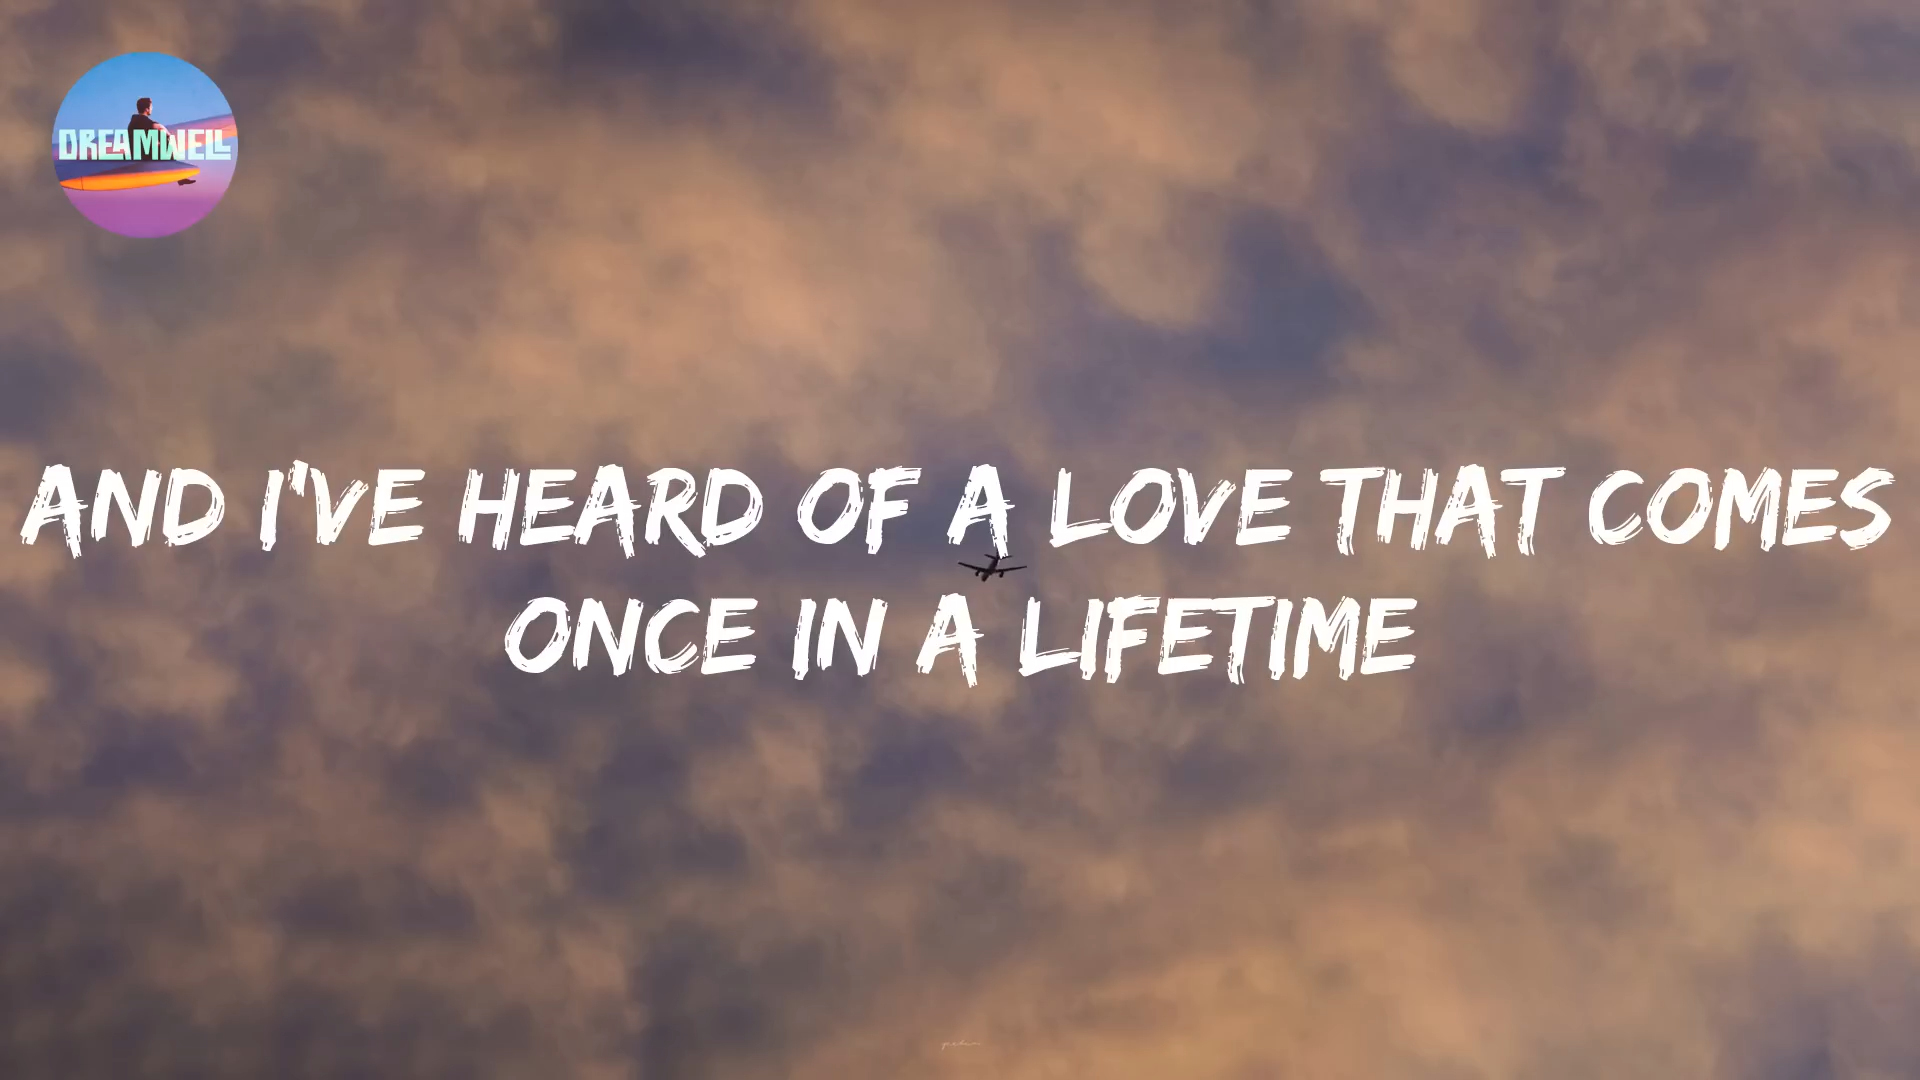 DREAMWELL
AND I'VE HEARD OF A LOVE THAT COMES
ONCE IN A LIFETIME